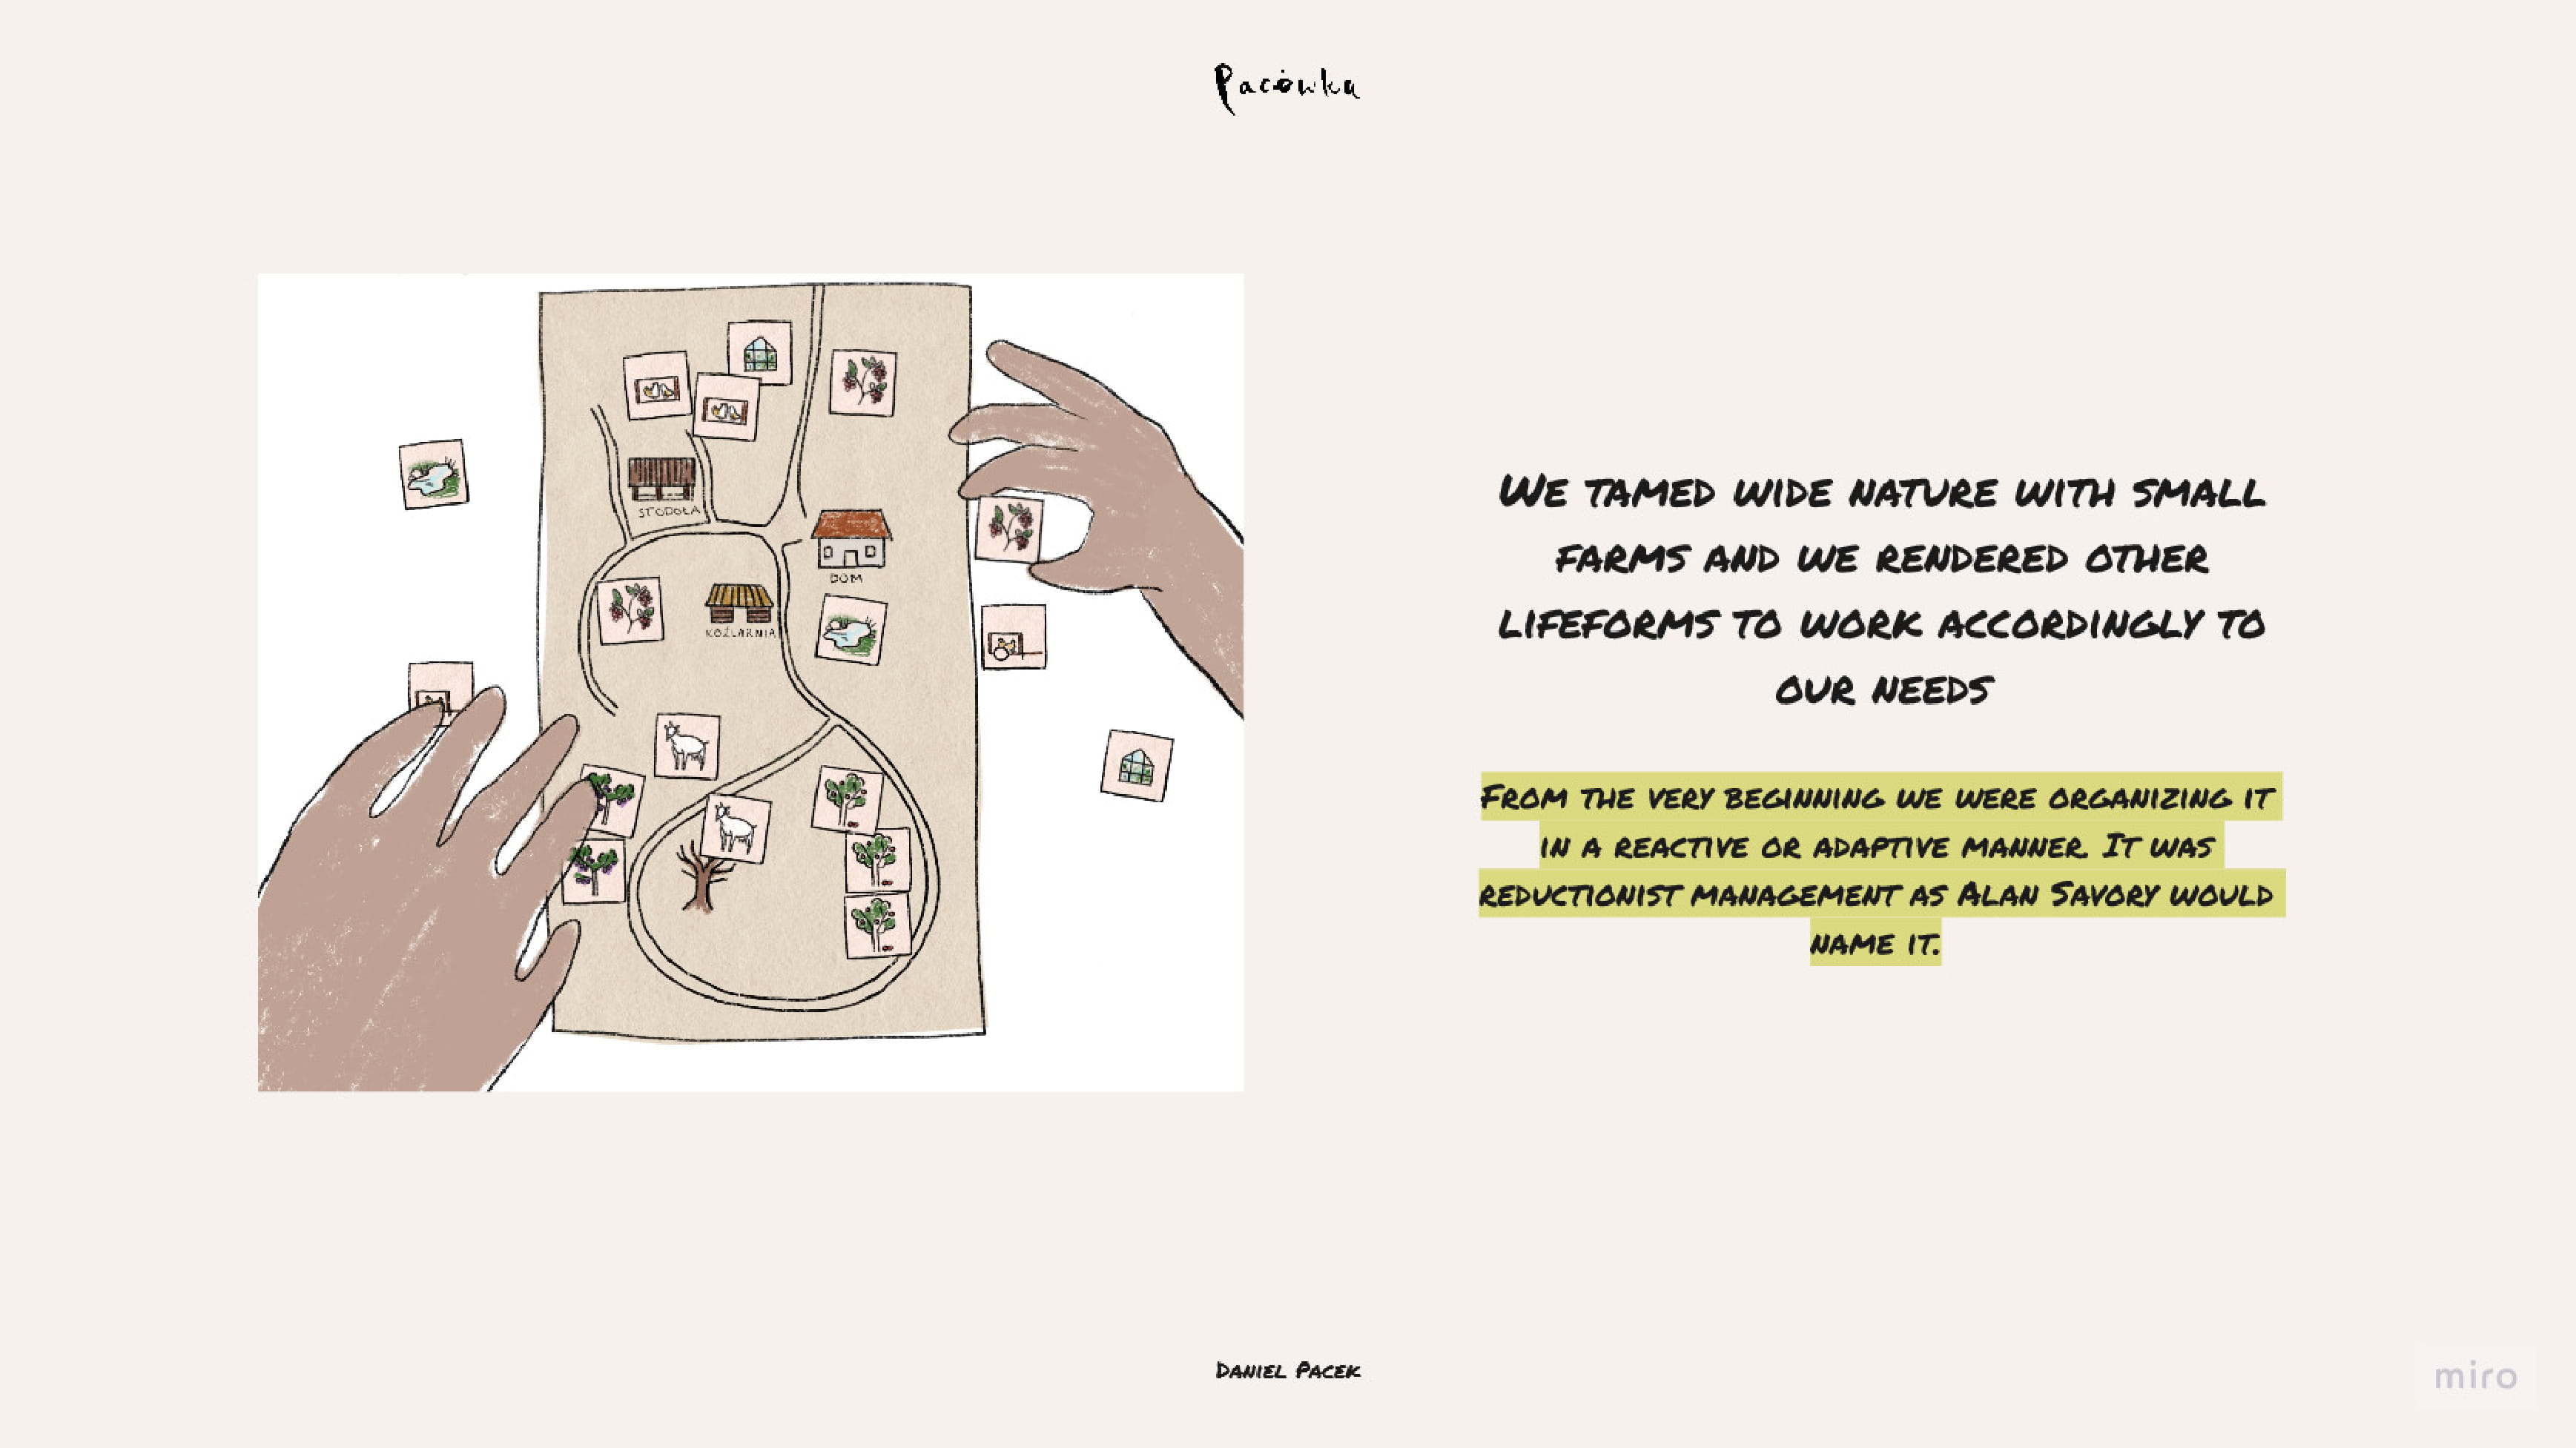 Pacówka
STODOŁA
DOM
KOŹLARNIA
We tamed wide nature with small
farms and we rendered other
lifeforms to work accordingly to
our needs
From the very beginning we were organizing it
in a reactive or adaptive manner. It was
reductionist management as Alan Savory would
name it.
Daniel Pacek
miro